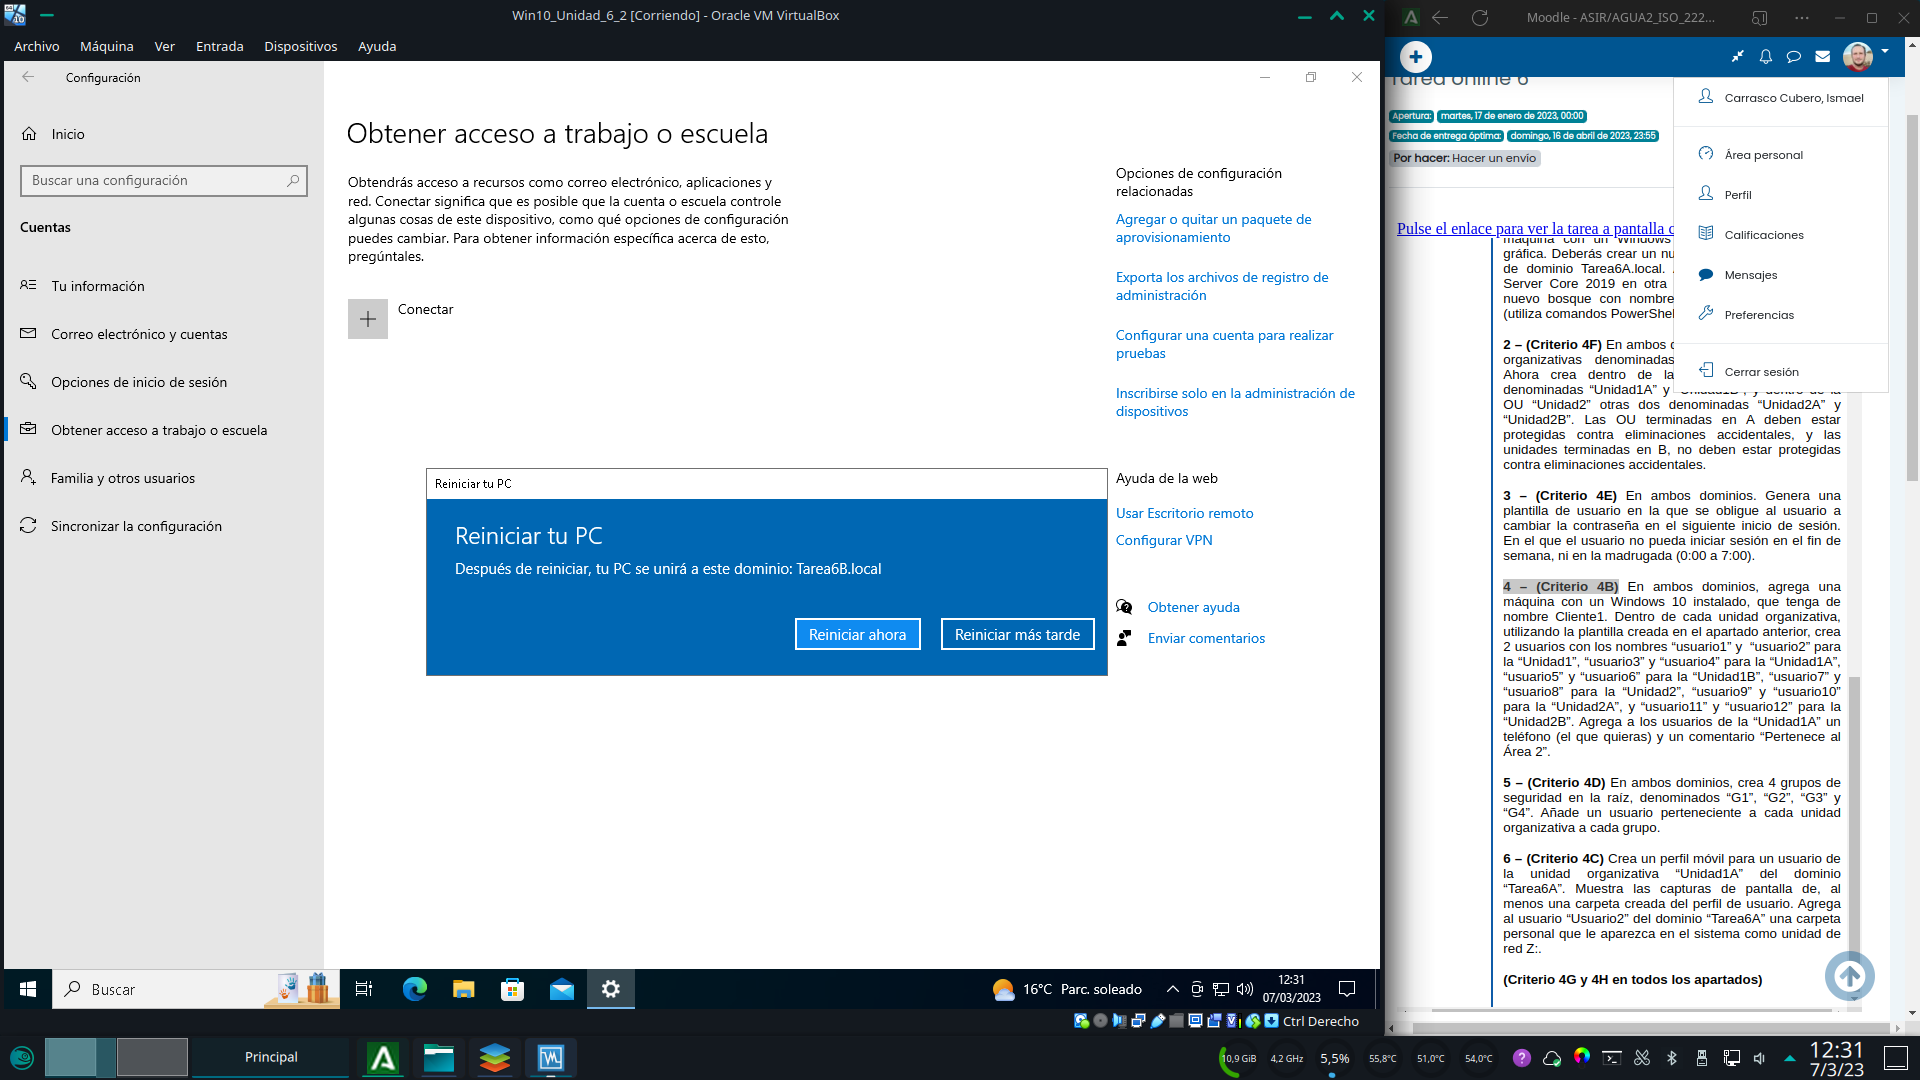 Win10_Unidad_6_2 [Corriendo] - Oracle VM VirtualBox
Archivo Máquina Ver Entrada Dispositivos Ayuda
Configuración
Inicio
Buscar una configuración
Cuentas
Tu información
Correo electrónico y cuentas
Opciones de inicio de sesión
Obtener acceso a trabajo o escuela
Familia y otros usuarios
Sincronizar la configuración
Obtener acceso a trabajo o escuela
Obtendrás acceso a recursos como correo electrónico, aplicaciones y
red. Conectar significa que es posible que la cuenta o escuela controle
algunas cosas de este dispositivo, como qué opciones de configuración
puedes cambiar. Para obtener información específica acerca de esto,
pregúntales.
Conectar
Opciones de configuración
relacionadas
Agregar o quitar un paquete de
aprovisionamiento
Exporta los archivos de registro de
administración
Configurar una cuenta para realizar
pruebas
Inscribirse solo en la administración de
dispositivos
Ayuda de la web
Usar Escritorio remoto
Configurar VPN
Obtener ayuda
Enviar comentarios
Reiniciar tu PC
Reiniciar tu PC
Después de reiniciar, tu PC se unirá a este dominio: Tarea6B.local
Reiniciar ahora
Reiniciar más tarde
Buscar
16°C Parc. soleado
12:31
07/03/2023
Ctrl Derecho
Moodle - ASIR/AGUA2_ISO_222...
Tarea online 6
Apertura: martes, 17 de enero de 2023, 00:00
Fecha de entrega óptima: domingo, 16 de abril de 2023, 23:55
Por hacer: Hacer un envío
Carrasco Cubero, Ismael
Área personal
Perfil
Calificaciones
Mensajes
Preferencias
Cerrar sesión
Pulse el enlace para ver la tarea a pantalla c
máquina con un Windows
gráfica. Deberás crear un nu
de dominio Tarea6A.local.
Server Core 2019 en otra
nuevo bosque con nombre
(utiliza comandos PowerShel
2 – (Criterio 4F) En ambos d
organizativas denominadas
Ahora crea dentro de la
denominadas “Unidad1A” y “Unidad1B”, y dentro de la
OU “Unidad2” otras dos denominadas “Unidad2A” y
“Unidad2B”. Las OU terminadas en A deben estar
protegidas contra eliminaciones accidentales, y las
unidades terminadas en B, no deben estar protegidas
contra eliminaciones accidentales.
3 – (Criterio 4E) En ambos dominios. Genera una
plantilla de usuario en la que se obligue al usuario a
cambiar la contraseña en el siguiente inicio de sesión.
En el que el usuario no pueda iniciar sesión en el fin de
semana, ni en la madrugada (0:00 a 7:00).
4 – (Criterio 4B) En ambos dominios, agrega una
máquina con un Windows 10 instalado, que tenga de
nombre Cliente1. Dentro de cada unidad organizativa,
utilizando la plantilla creada en el apartado anterior, crea
2 usuarios con los nombres “usuario1” y “usuario2” para
la “Unidad1”, “usuario3” y “usuario4” para la “Unidad1A”,
“usuario5” y “usuario6” para la “Unidad1B”, “usuario7” y
“usuario8” para la “Unidad2”, “usuario9” y “usuario10”
para la “Unidad2A”, y “usuario11” y “usuario12” para la
“Unidad2B”. Agrega a los usuarios de la “Unidad1A” un
teléfono (el que quieras) y un comentario “Pertenece al
Área 2”.
5 – (Criterio 4D) En ambos dominios, crea 4 grupos de
seguridad en la raíz, denominados “G1”, “G2”, “G3” y
“G4”. Añade un usuario perteneciente a cada unidad
organizativa a cada grupo.
6 – (Criterio 4C) Crea un perfil móvil para un usuario de
la unidad organizativa “Unidad1A” del dominio
“Tarea6A”. Muestra las capturas de pantalla de, al
menos una carpeta creada del perfil de usuario. Agrega
al usuario “Usuario2” del dominio “Tarea6A” una carpeta
personal que le aparezca en el sistema como unidad de
red Z:.
(Criterio 4G y 4H en todos los apartados)
Principal
10,9 GiB
4,2 GHz
5,5%
55,8°C
51,0°C
54,0°C
12:31
7/3/23